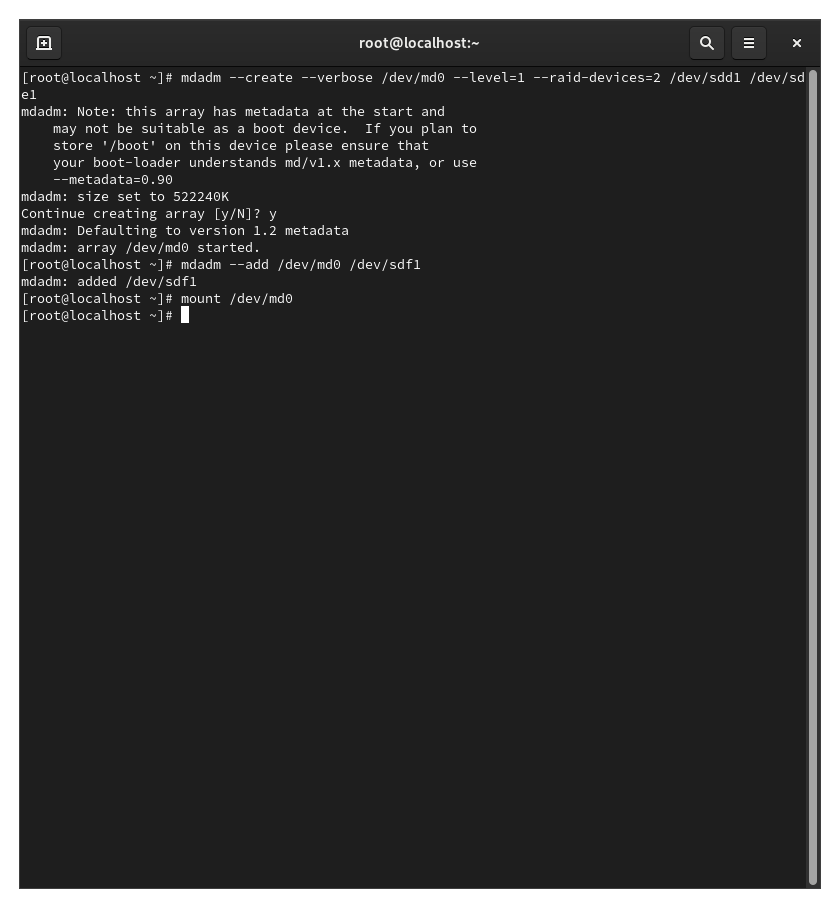 root@localhost:~
[root@localhost ~]# mdadm --create --verbose /dev/md0 --level=1 --raid-devices=2 /dev/sdd1 /dev/sd
e1
mdadm: Note: this array has metadata at the start and
    may not be suitable as a boot device.  If you plan to
    store '/boot' on this device please ensure that
    your boot-loader understands md/v1.x metadata, or use
    --metadata=0.90
mdadm: size set to 522240K
Continue creating array [y/N]? y
mdadm: Defaulting to version 1.2 metadata
mdadm: array /dev/md0 started.
[root@localhost ~]# mdadm --add /dev/md0 /dev/sdf1
mdadm: added /dev/sdf1
[root@localhost ~]# mount /dev/md0
[root@localhost ~]#